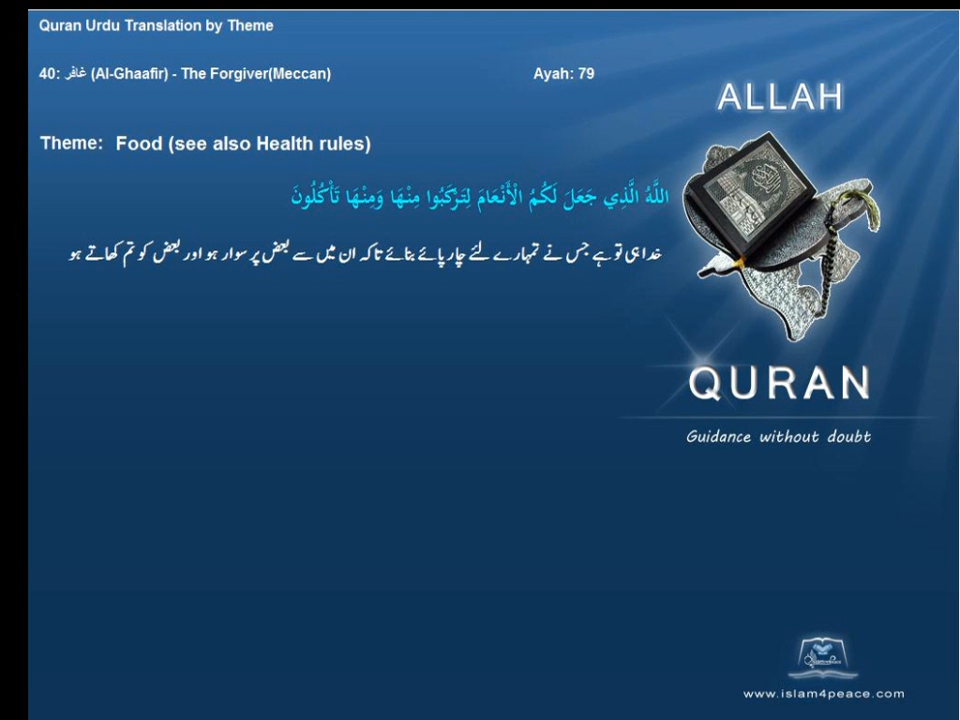 Quran Urdu Translation by Theme
40: غافر (Al-Ghaafir) - The Forgiver(Meccan) Ayah: 79
Theme: Food (see also Health rules)
اللَّهُ الَّذِي جَعَلَ لَكُمُ الْأَنْعَامَ لِتَرْكَبُوا مِنْهَا وَمِنْهَا تَأْكُلُونَ
خدا ہی تو ہے جس نے تمہارے لئے چارپائے بنائے تاکہ ان میں سے بعض پر سوار ہو اور بعض کو تم کھاتے ہو
ALLAH
QURAN
Guidance without doubt
www.islam4peace.com